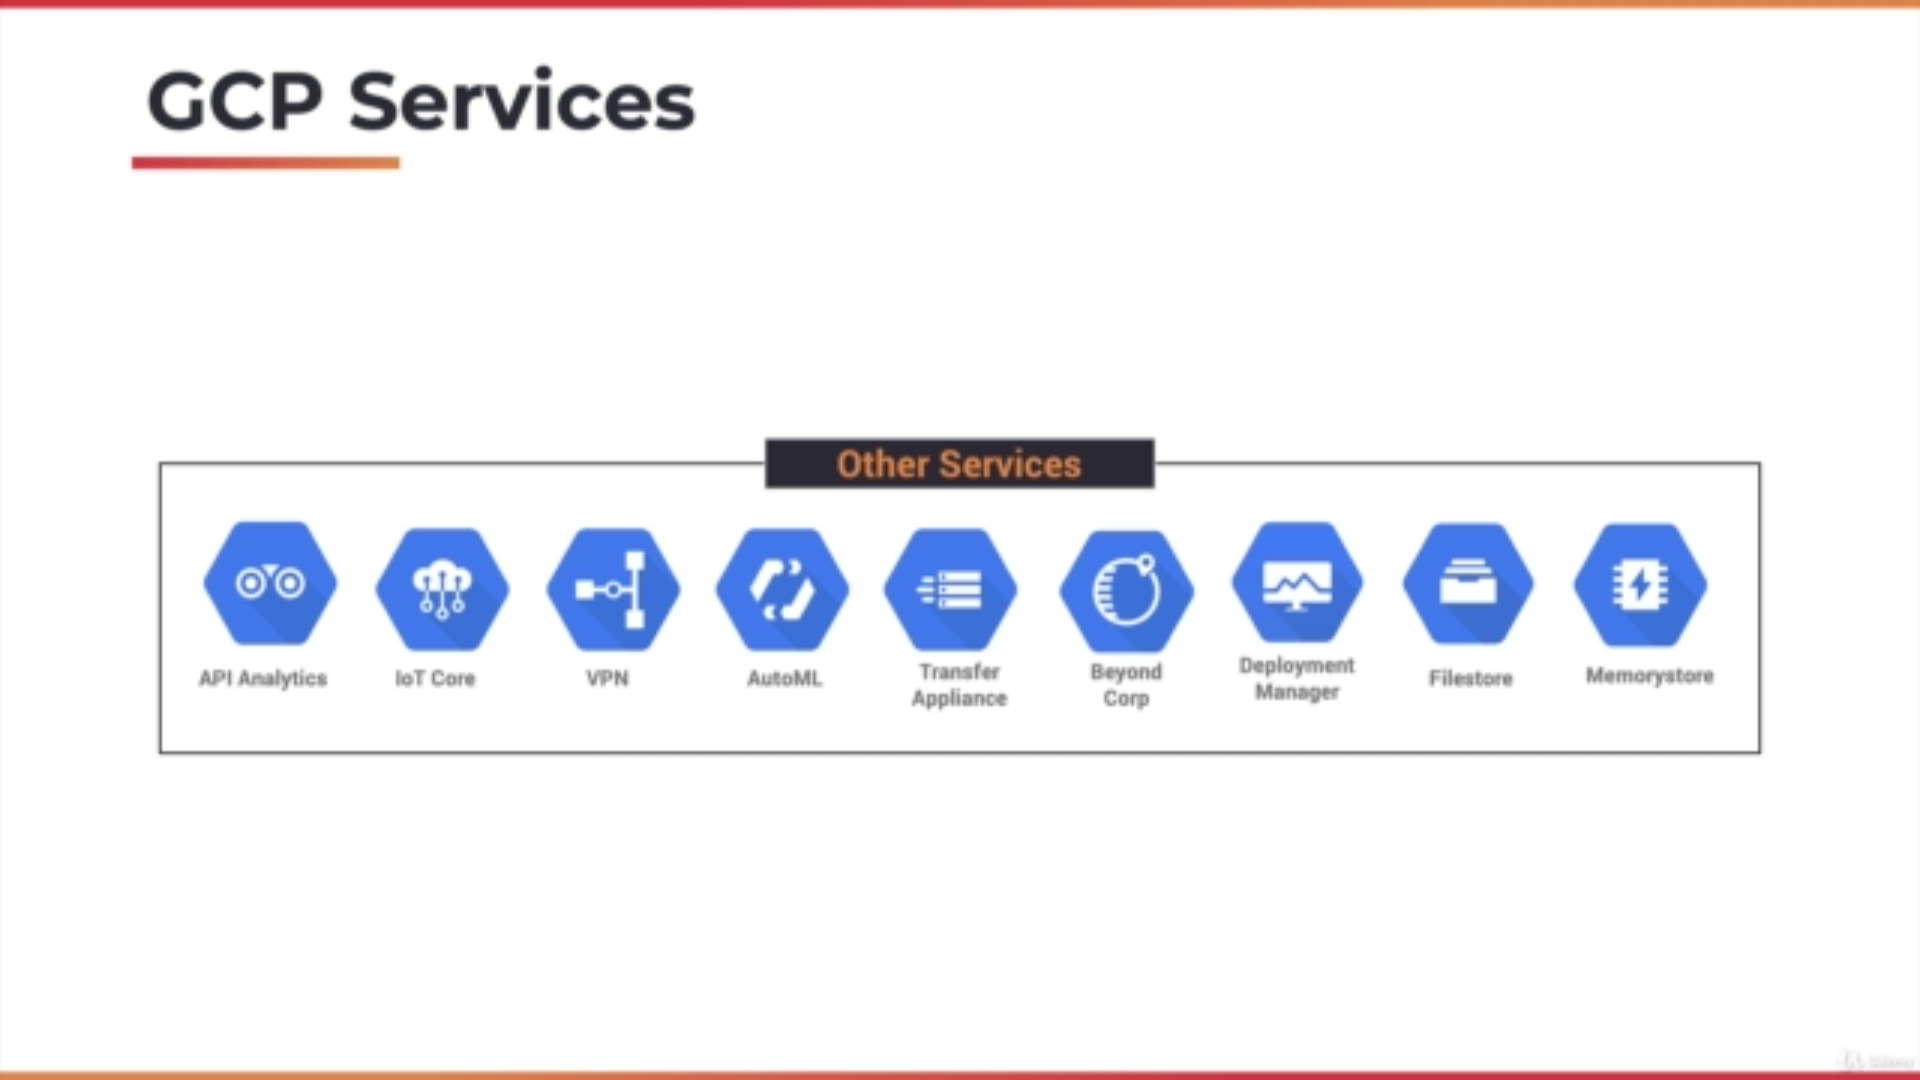 GCP Services
Other Services
API Analytics
IoT Core
VPN
AutoML
Transfer
Appliance
Beyond
Corp
Deployment
Manager
Filestore
Memorystore